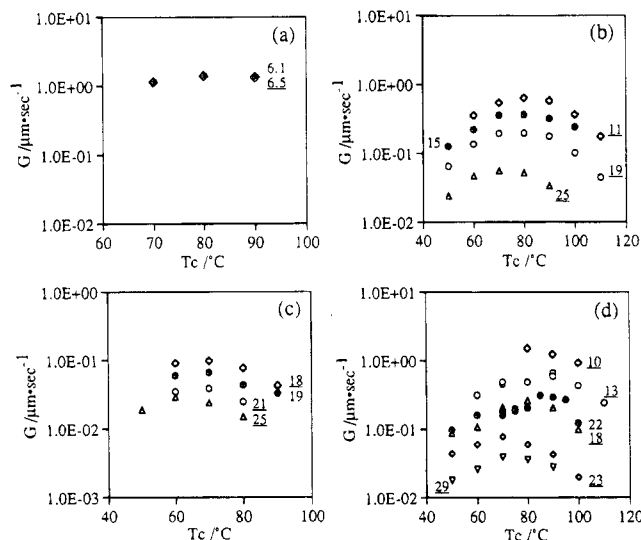 (a)
1.0E+01
1.0E+00
1.0E-01
1.0E-02
G /µm•sec⁻¹
6.1
6.5
60 70 80 90 100
Tc /°C
(b)
1.0E+01
1.0E+00
1.0E-01
1.0E-02
G /µm•sec⁻¹
15
11
19
25
40 60 80 100 120
Tc /°C
(c)
1.0E+01
1.0E+00
1.0E-01
1.0E-02
1.0E-03
G /µm•sec⁻¹
18
19
21
25
40 60 80 100
Tc /°C
(d)
1.0E+01
1.0E+00
1.0E-01
1.0E-02
G /µm•sec⁻¹
10
13
22
18
29
23
40 60 80 100 120
Tc /°C